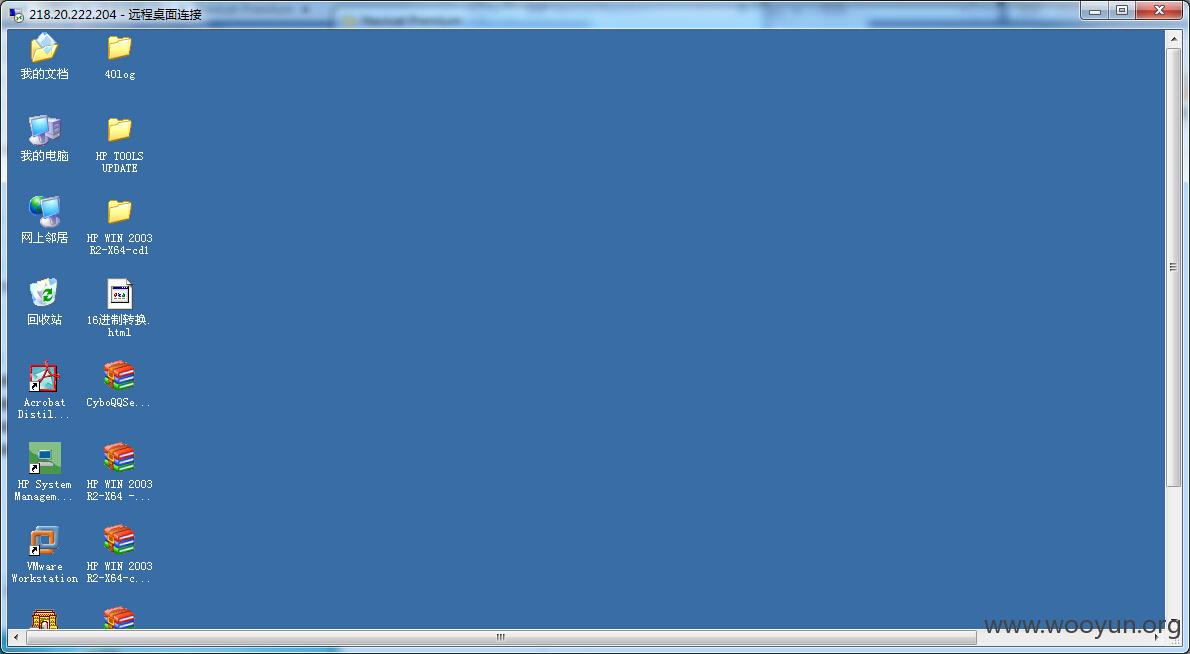 218.20.222.204 - 远程桌面连接
我的文档
40log
我的电脑
HP TOOLS
UPDATE
网上邻居
HP WIN 2003
R2-X64-cd1
回收站
16进制转换.
html
Acrobat
Distil...
CyboQQSe...
HP System
Managem...
HP WIN 2003
R2-X64 -...
VMware
Workstation
HP WIN 2003
R2-X64-c...
www.wooyun.org